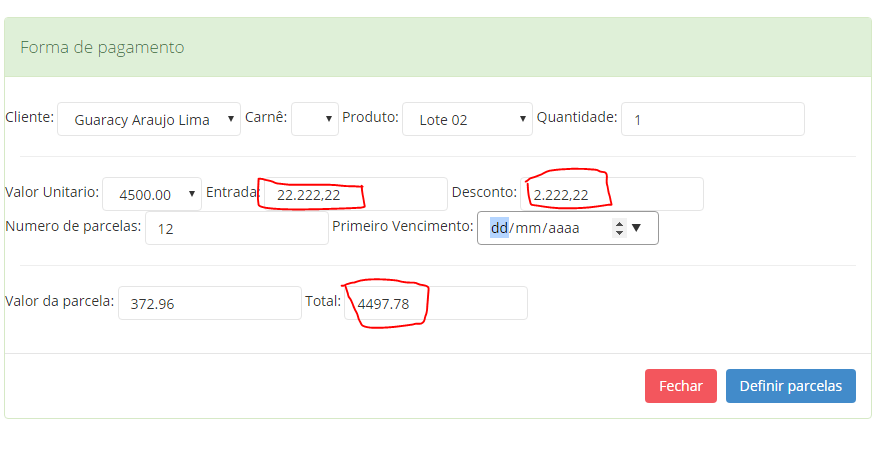 Forma de pagamento
Cliente: Guaracy Araujo Lima Carnê: Produto: Lote 02 Quantidade: 1
Valor Unitario: 4500.00 Entrada: 22.222,22 Desconto: 2.222,22
Numero de parcelas: 12 Primeiro Vencimento: dd/mm/aaaa
Valor da parcela: 372.96 Total: 4497.78
Fechar Definir parcelas